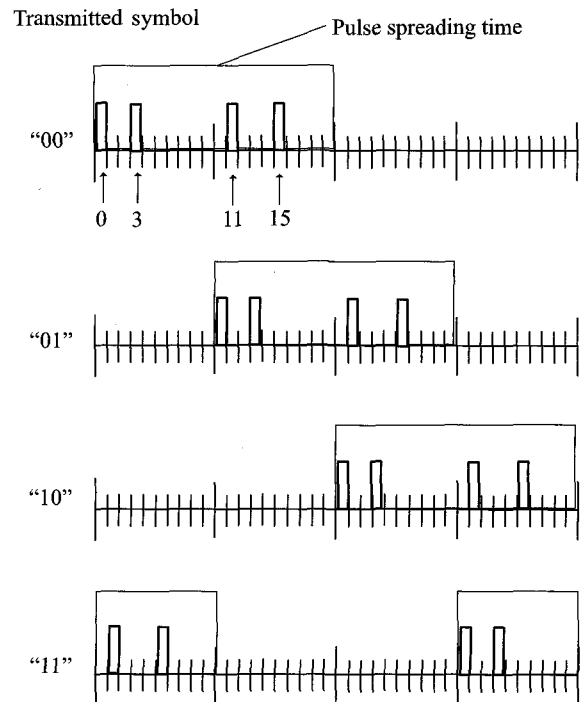 Transmitted symbol
Pulse spreading time
“00”
0 3 11 15
“01”
“10”
“11”